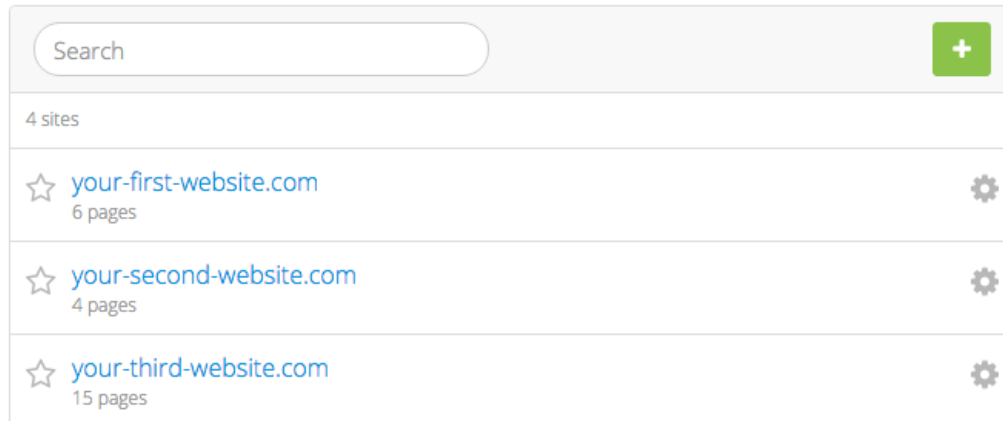 Search
4 sites
your-first-website.com
6 pages
your-second-website.com
4 pages
your-third-website.com
15 pages